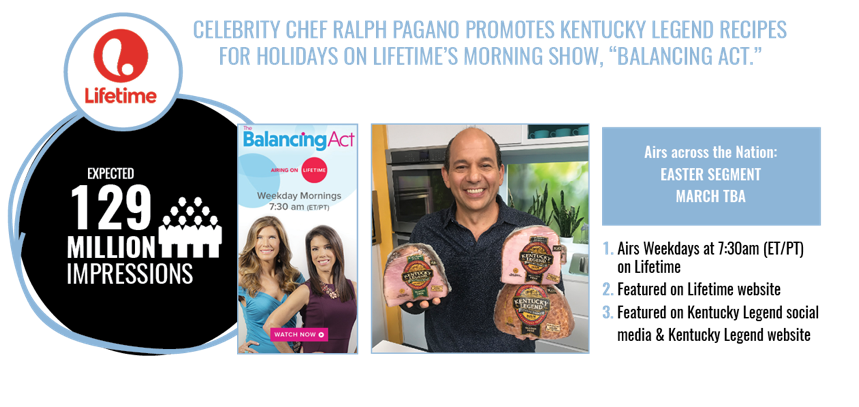 CELEBRITY CHEF RALPH PAGANO PROMOTES KENTUCKY LEGEND RECIPES
FOR HOLIDAYS ON LIFETIME'S MORNING SHOW, “BALANCING ACT.”
Lifetime
EXPECTED
129
MILLION
IMPRESSIONS
The
Balancing Act
AIRING ON LIFETIME
Weekday Mornings
7:30 am (ET/PT)
WATCH NOW
KENTUCKY
LEGEND
KENTUCKY
LEGEND
KENTUCKY
LEGEND
Airs across the Nation:
EASTER SEGMENT
MARCH TBA
1. Airs Weekdays at 7:30am (ET/PT)
on Lifetime
2. Featured on Lifetime website
3. Featured on Kentucky Legend social
media & Kentucky Legend website